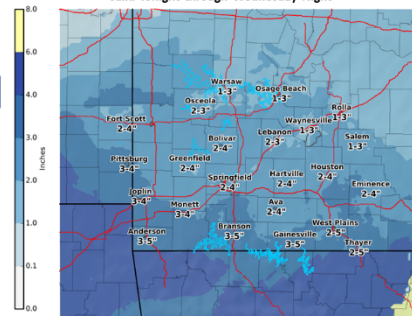 8.0
6.0
4.0
3.0
2.0
1.0
0.1
0.0
Inches
Warsaw
1-3"
Osage Beach
1-3"
Osceola
2-3"
Rolla
1-3"
Fort Scott
2-4"
Waynesville
1-3"
Lebanon
2-3"
Salem
1-3"
Bolivar
2-4"
Pittsburg
3-4"
Greenfield
2-4"
Houston
2-4"
Springfield
2-4"
Hartville
2-4"
Eminence
2-4"
Joplin
3-4"
Monett
3-4"
Ava
2-4"
Anderson
3-5"
Branson
3-5"
Gainesville
3-5"
West Plains
2-5"
Thayer
2-5"